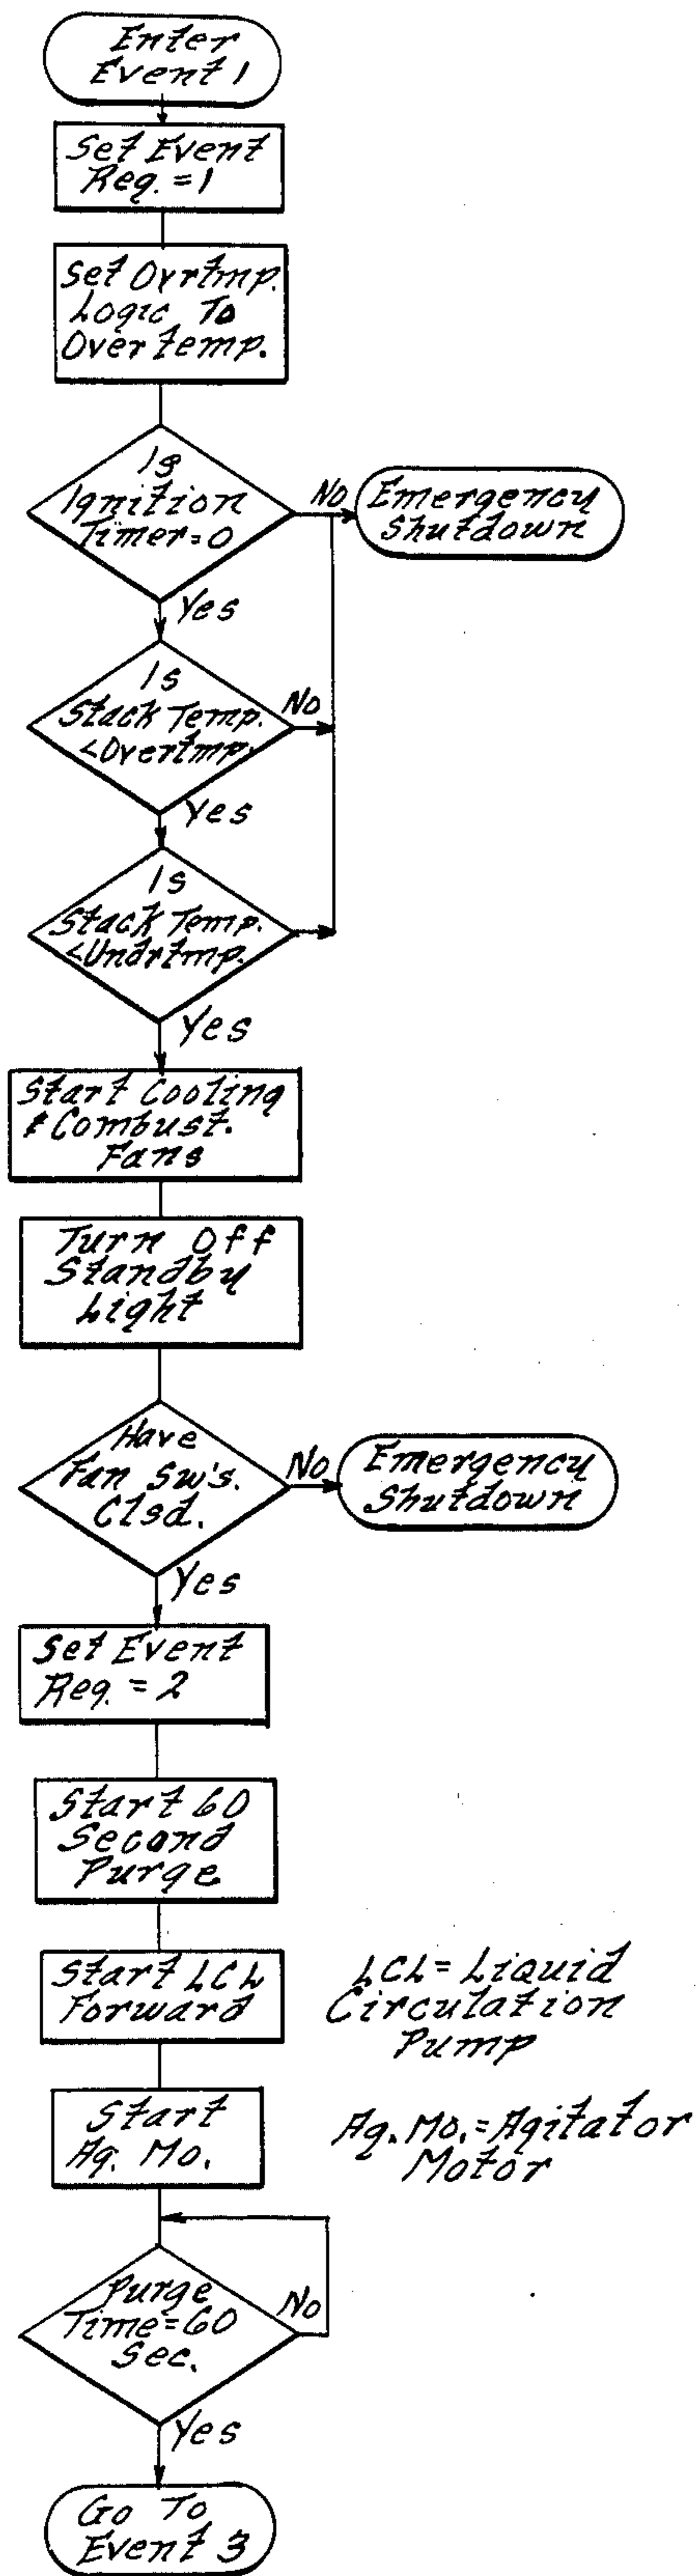 Enter
Event 1
Set Event
Reg. = 1
Set Ovrtmp.
Logic To
Over temp.
Is
Ignition
Timer = 0
No
Emergency
Shutdown
Yes
Is
Stack Temp.
<Overtmp.
No
Yes
Is
Stack Temp.
<Undrtmp.
Yes
Start Cooling
& Combust.
Fans
Turn Off
Standby
Light
Have
Fan Sw's.
Clsd.
No
Emergency
Shutdown
Yes
Set Event
Reg. = 2
Start 60
Second
Purge
Start LCL
Forward
LCL = Liquid
Circulation
Pump
Start
Ag. Mo.
Ag. Mo. = Agitator
Motor
Purge
Time = 60
Sec.
No
Yes
Go To
Event 3